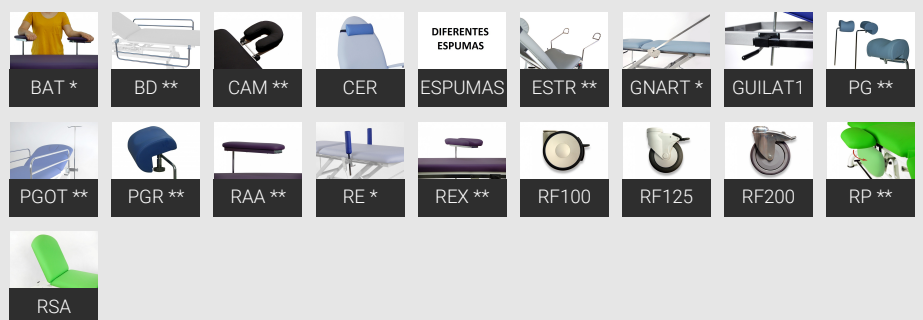 BAT *
BD **
CAM **
CER
DIFERENTES
ESPUMAS
ESPUMAS
ESTR **
GNART *
GUILAT1
PG **
PGOT **
PGR **
RAA **
RE *
REX **
RF100
RF125
RF200
RP **
RSA